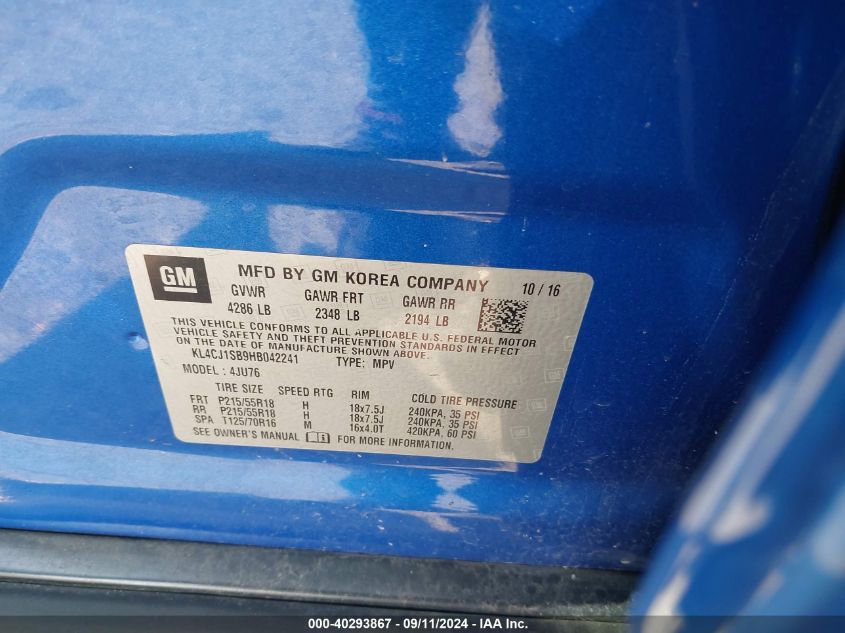 GM
MFD BY GM KOREA COMPANY 10 / 16
GVWR GAWR FRT GAWR RR
4286 LB 2348 LB 2194 LB
THIS VEHICLE CONFORMS TO ALL APPLICABLE U.S. FEDERAL MOTOR
VEHICLE SAFETY AND THEFT PREVENTION STANDARDS IN EFFECT
ON THE DATE OF MANUFACTURE SHOWN ABOVE.
KL4CJ1SB9HB042241 TYPE: MPV
MODEL : 4JU76
TIRE SIZE SPEED RTG RIM COLD TIRE PRESSURE
FRT P215/55R18 H 18x7.5J 240KPA, 35 PSI
RR P215/55R18 H 18x7.5J 240KPA, 35 PSI
SPA T125/70R16 M 16x4.0T 420KPA, 60 PSI
SEE OWNER'S MANUAL FOR MORE INFORMATION.
000-40293867 - 09/11/2024 - IAA Inc.